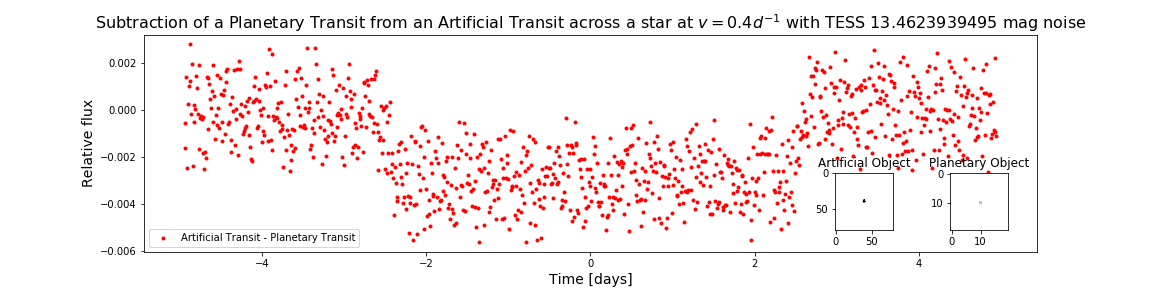 Subtraction of a Planetary Transit from an Artificial Transit across a star at v = 0.4d⁻¹ with TESS 13.4623939495 mag noise
Relative flux
0.002
0.000
−0.002
−0.004
−0.006
Artificial Transit - Planetary Transit
Artificial Object
0
50
0 50
Planetary Object
0
10
0 10
−4 −2 0 2 4
Time [days]